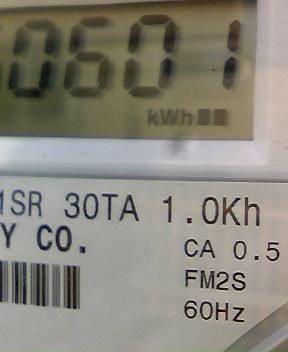 0601
kWh
1SR 30TA 1.0Kh
Y CO.
CA 0.5
FM2S
60Hz